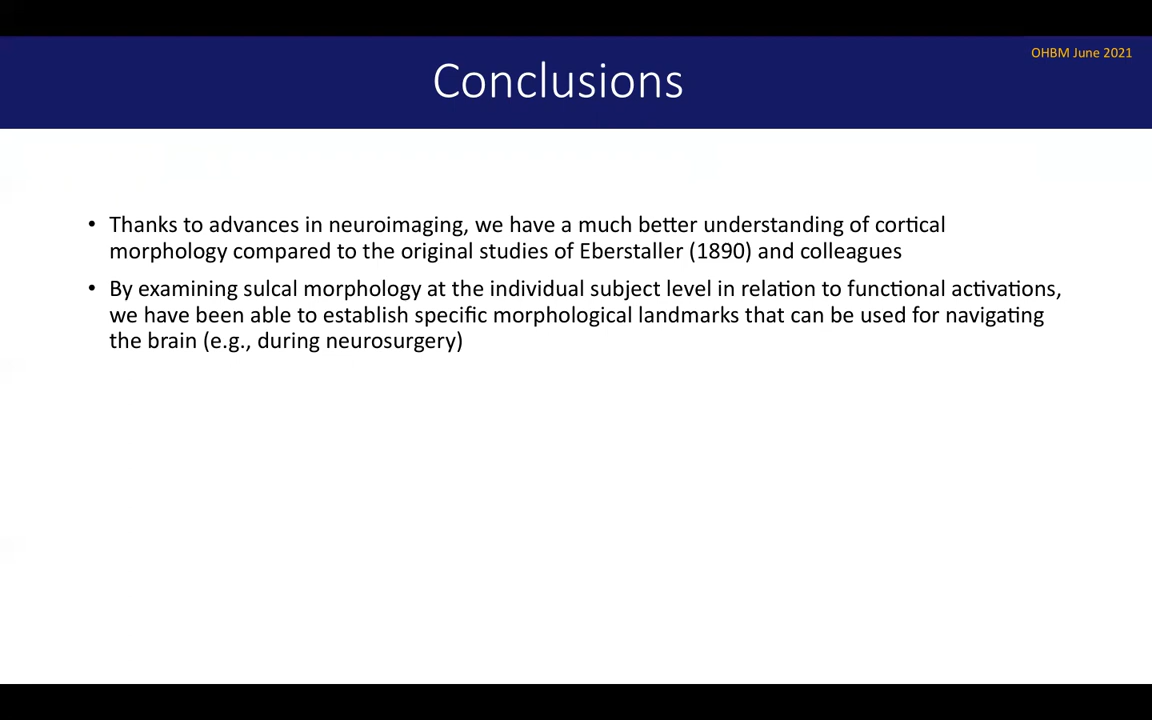 OHBM June 2021
Conclusions
• Thanks to advances in neuroimaging, we have a much better understanding of cortical
morphology compared to the original studies of Eberstaller (1890) and colleagues
• By examining sulcal morphology at the individual subject level in relation to functional activations,
we have been able to establish specific morphological landmarks that can be used for navigating
the brain (e.g., during neurosurgery)